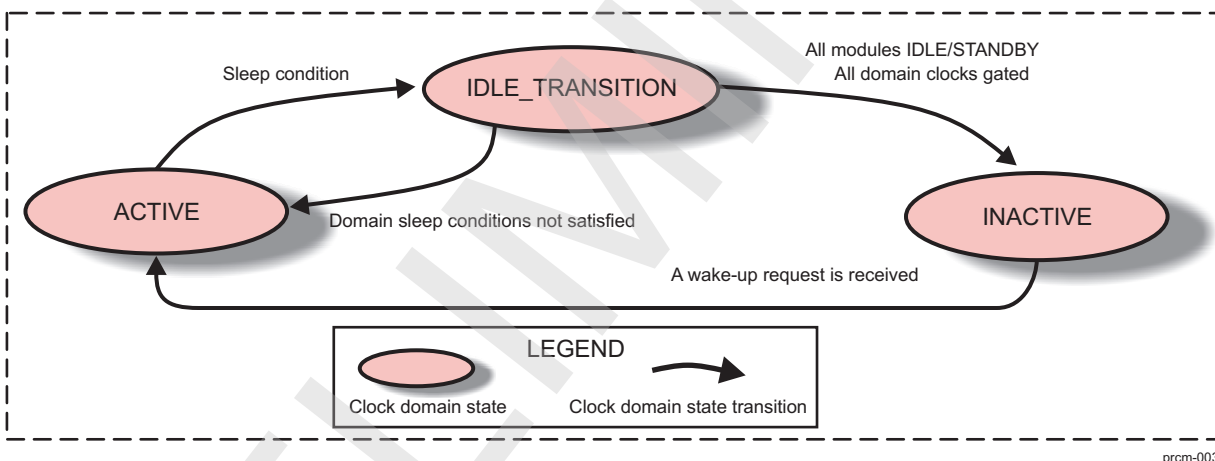 All modules IDLE/STANDBY
All domain clocks gated
Sleep condition
IDLE_TRANSITION
ACTIVE
Domain sleep conditions not satisfied
INACTIVE
A wake-up request is received
LEGEND
Clock domain state
Clock domain state transition